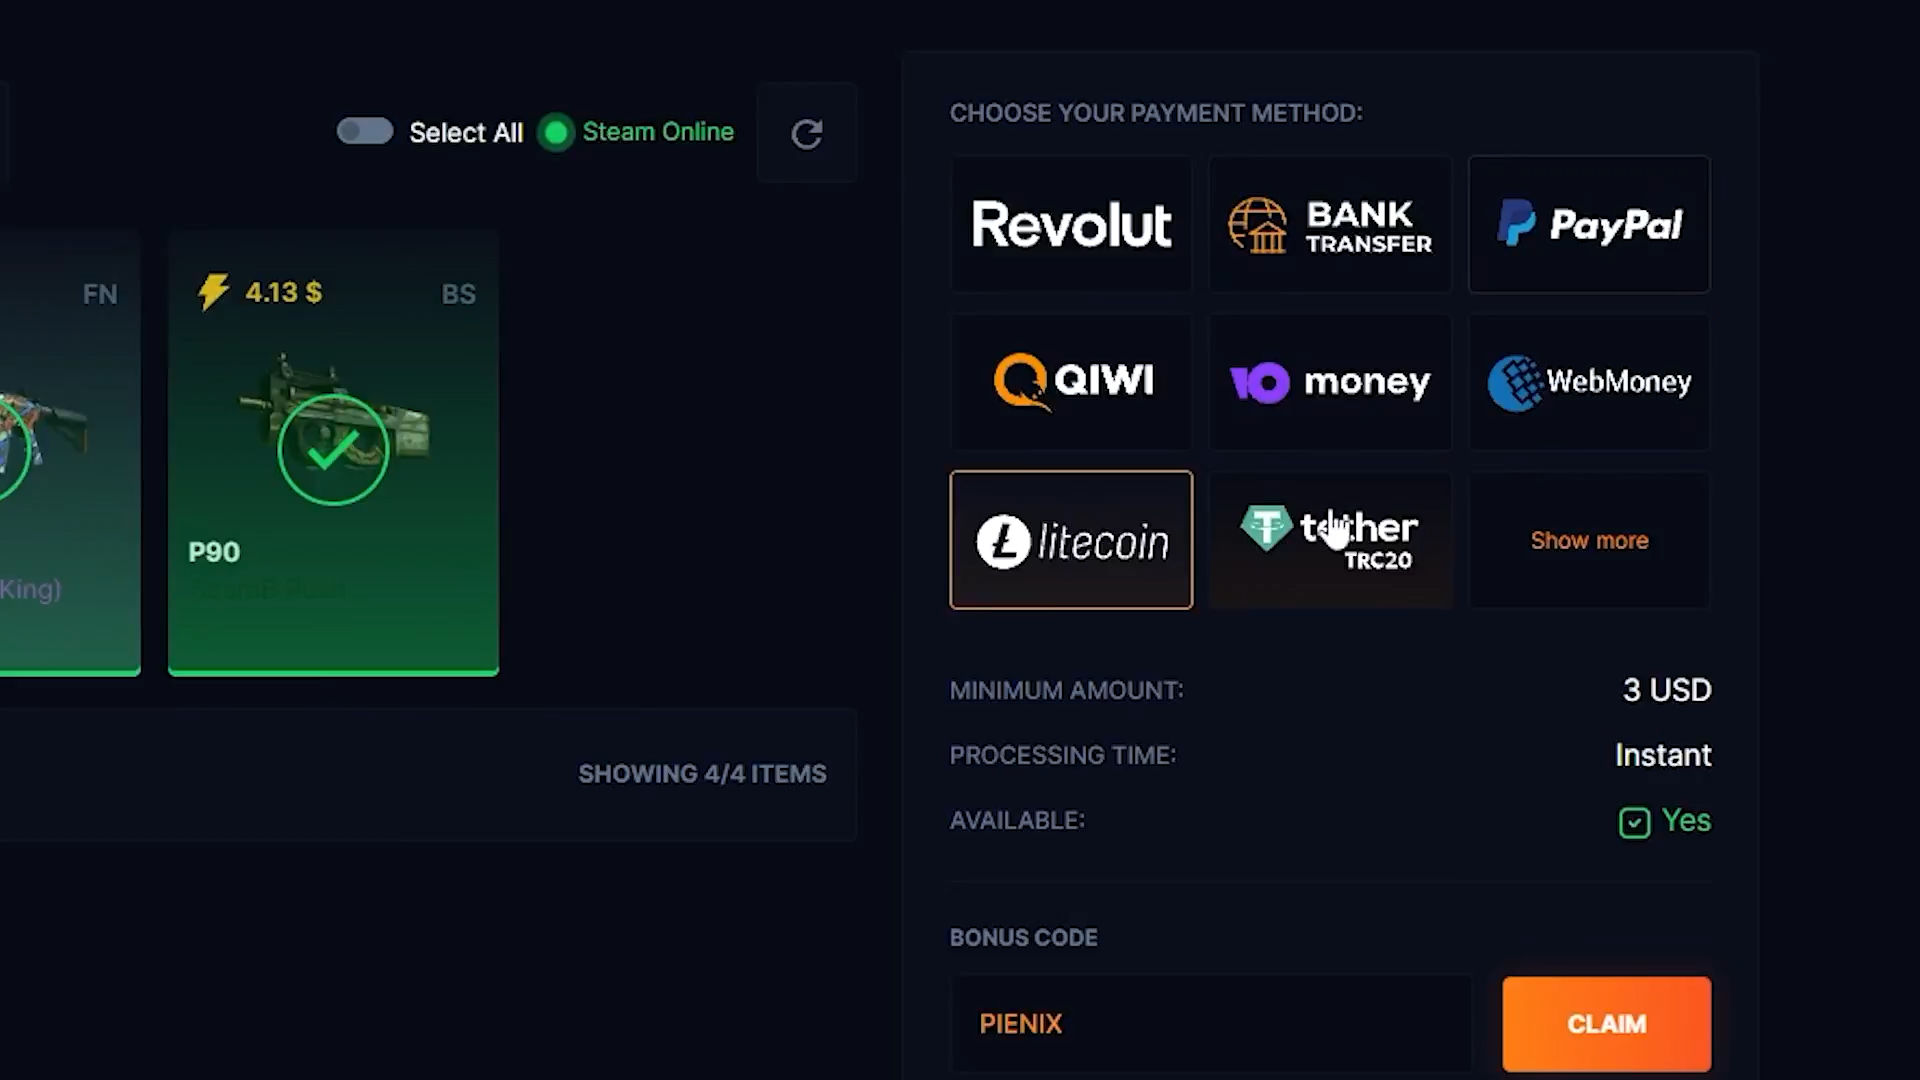 Select All
Steam Online
FN
King)
4.13 $
BS
P90
SHOWING 4/4 ITEMS
CHOOSE YOUR PAYMENT METHOD:
Revolut
BANK
TRANSFER
PayPal
QIWI
money
WebMoney
litecoin
tether
TRC20
Show more
MINIMUM AMOUNT:
3 USD
PROCESSING TIME:
Instant
AVAILABLE:
Yes
BONUS CODE
PIENIX
CLAIM